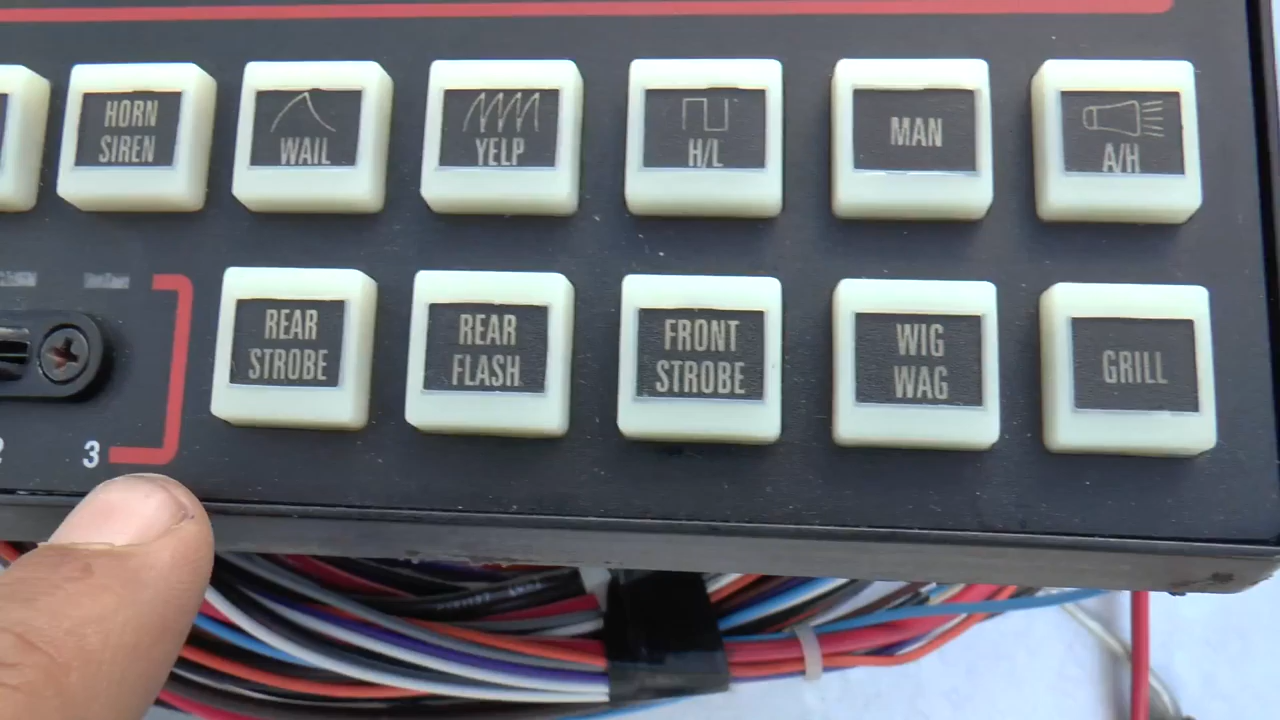 HORN
SIREN
WAIL
YELP
H/L
MAN
A/H
REAR
STROBE
REAR
FLASH
FRONT
STROBE
WIG
WAG
GRILL
3